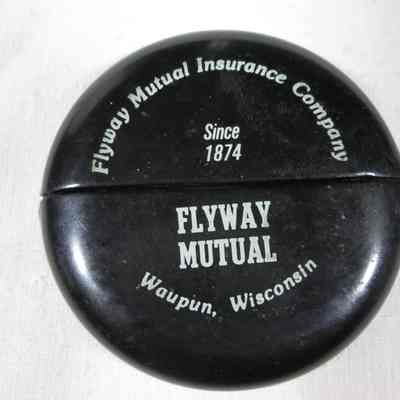 Flyway Mutual Insurance Company
Since
1874
FLYWAY
MUTUAL
Waupun, Wisconsin